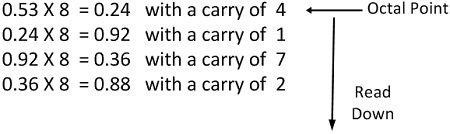 0.53 X 8 = 0.24 with a carry of 4
Octal Point
0.24 X 8 = 0.92 with a carry of 1
0.92 X 8 = 0.36 with a carry of 7
0.36 X 8 = 0.88 with a carry of 2
Read
Down